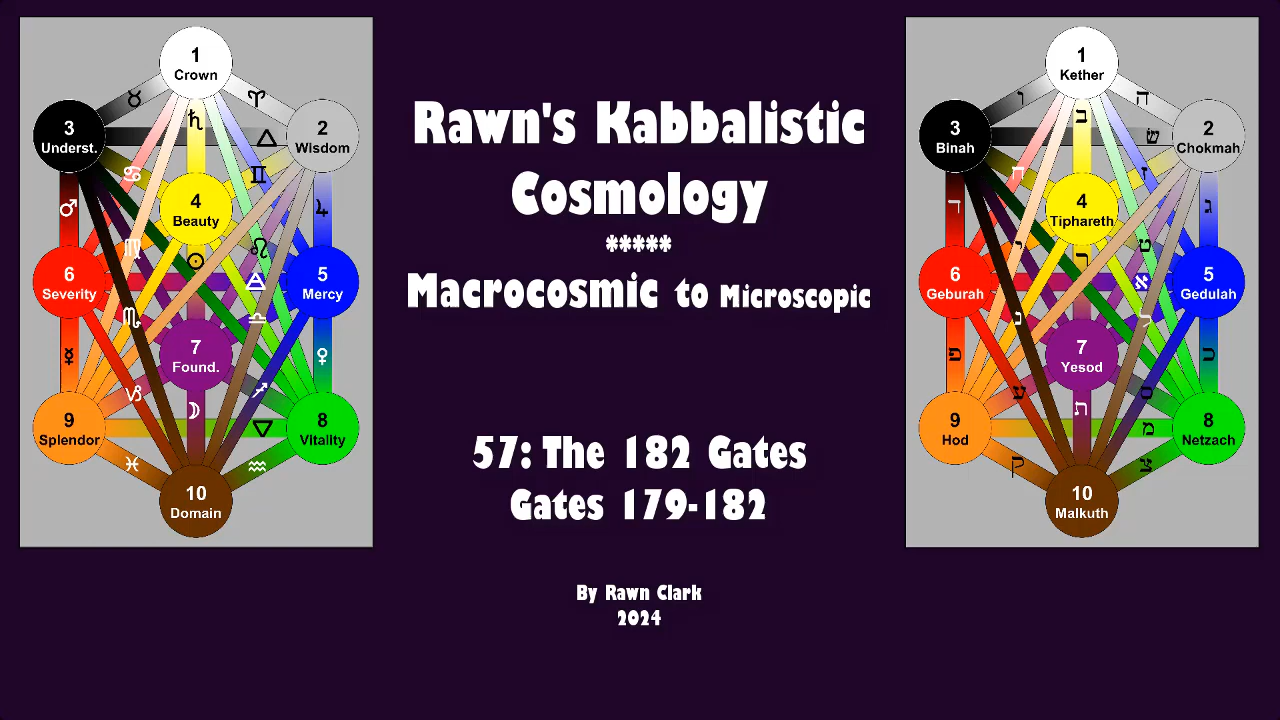 1
Crown
3
Underst.
2
Wisdom
4
Beauty
6
Severity
5
Mercy
7
Found.
9
Splendor
8
Vitality
10
Domain
Rawn's Kabbalistic
Cosmology
*****
Macrocosmic to Microscopic
57: The 182 Gates
Gates 179-182
By Rawn Clark
2024
1
Kether
ו
ה
ב
3
Binah
ש
2
Chokmah
ח
ז
ד
4
Tiphareth
ג
י
ר
ט
6
Geburah
א
5
Gedulah
נ
7
Yesod
פ
ע
ס
ת
9
Hod
מ
8
Netzach
ק
צ
10
Malkuth